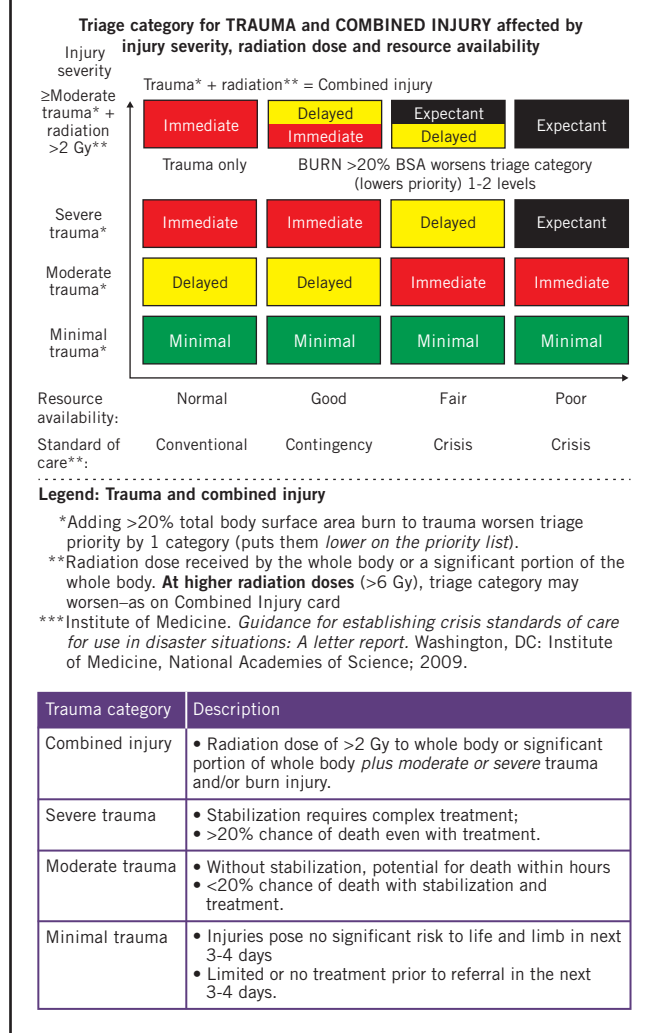 Triage category for TRAUMA and COMBINED INJURY affected by
injury severity, radiation dose and resource availability
Injury
severity
Trauma* + radiation** = Combined injury
≥Moderate
trauma* +
radiation
>2 Gy**
Immediate
Delayed
Immediate
Expectant
Delayed
Expectant
Trauma only
BURN >20% BSA worsens triage category
(lowers priority) 1-2 levels
Severe
trauma*
Immediate
Immediate
Delayed
Expectant
Moderate
trauma*
Delayed
Delayed
Immediate
Immediate
Minimal
trauma*
Minimal
Minimal
Minimal
Minimal
Resource
availability:
Normal
Good
Fair
Poor
Standard of
care**:
Conventional
Contingency
Crisis
Crisis
Legend: Trauma and combined injury
*Adding >20% total body surface area burn to trauma worsen triage
priority by 1 category (puts them lower on the priority list).
**Radiation dose received by the whole body or a significant portion of the
whole body. At higher radiation doses (>6 Gy), triage category may
worsen–as on Combined Injury card
***Institute of Medicine. Guidance for establishing crisis standards of care
for use in disaster situations: A letter report. Washington, DC: Institute
of Medicine, National Academies of Science; 2009.
Trauma category
Description
Combined injury
• Radiation dose of >2 Gy to whole body or significant
portion of whole body plus moderate or severe trauma
and/or burn injury.
Severe trauma
• Stabilization requires complex treatment;
• >20% chance of death even with treatment.
Moderate trauma
• Without stabilization, potential for death within hours
• <20% chance of death with stabilization and
treatment.
Minimal trauma
• Injuries pose no significant risk to life and limb in next
3-4 days
• Limited or no treatment prior to referral in the next
3-4 days.